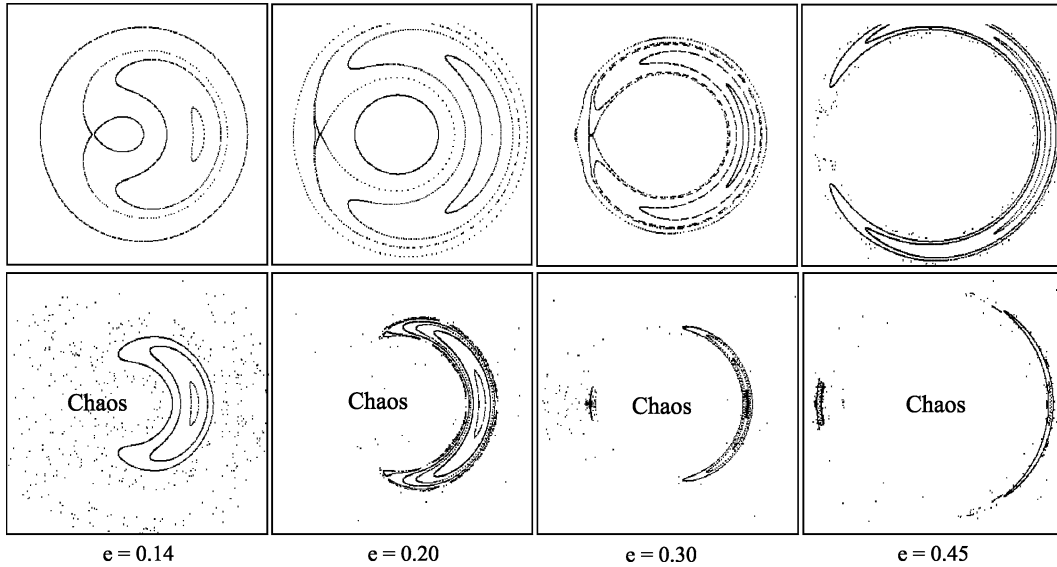 Chaos
Chaos
Chaos
Chaos
e = 0.14
e = 0.20
e = 0.30
e = 0.45